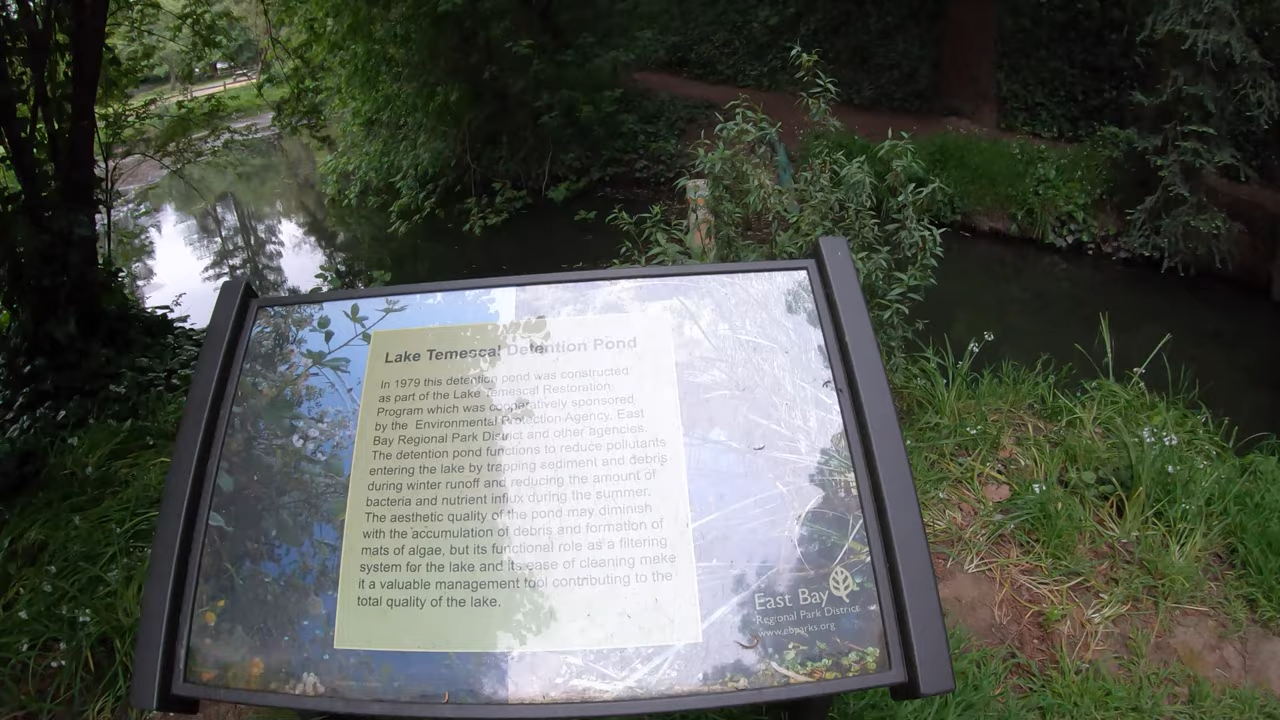 Lake Temescal Detention Pond
In 1979 this detention pond was constructed
as part of the Lake Temescal Restoration
Program which was cooperatively sponsored
by the Environmental Protection Agency, East
Bay Regional Park District and other agencies.
The detention pond functions to reduce pollutants
entering the lake by trapping sediment and debris
during winter runoff and reducing the amount of
bacteria and nutrient influx during the summer.
The aesthetic quality of the pond may diminish
with the accumulation of debris and formation of
mats of algae, but its functional role as a filtering
system for the lake and its ease of cleaning make
it a valuable management tool contributing to the
total quality of the lake.
East Bay
Regional Park District
www.ebparks.org